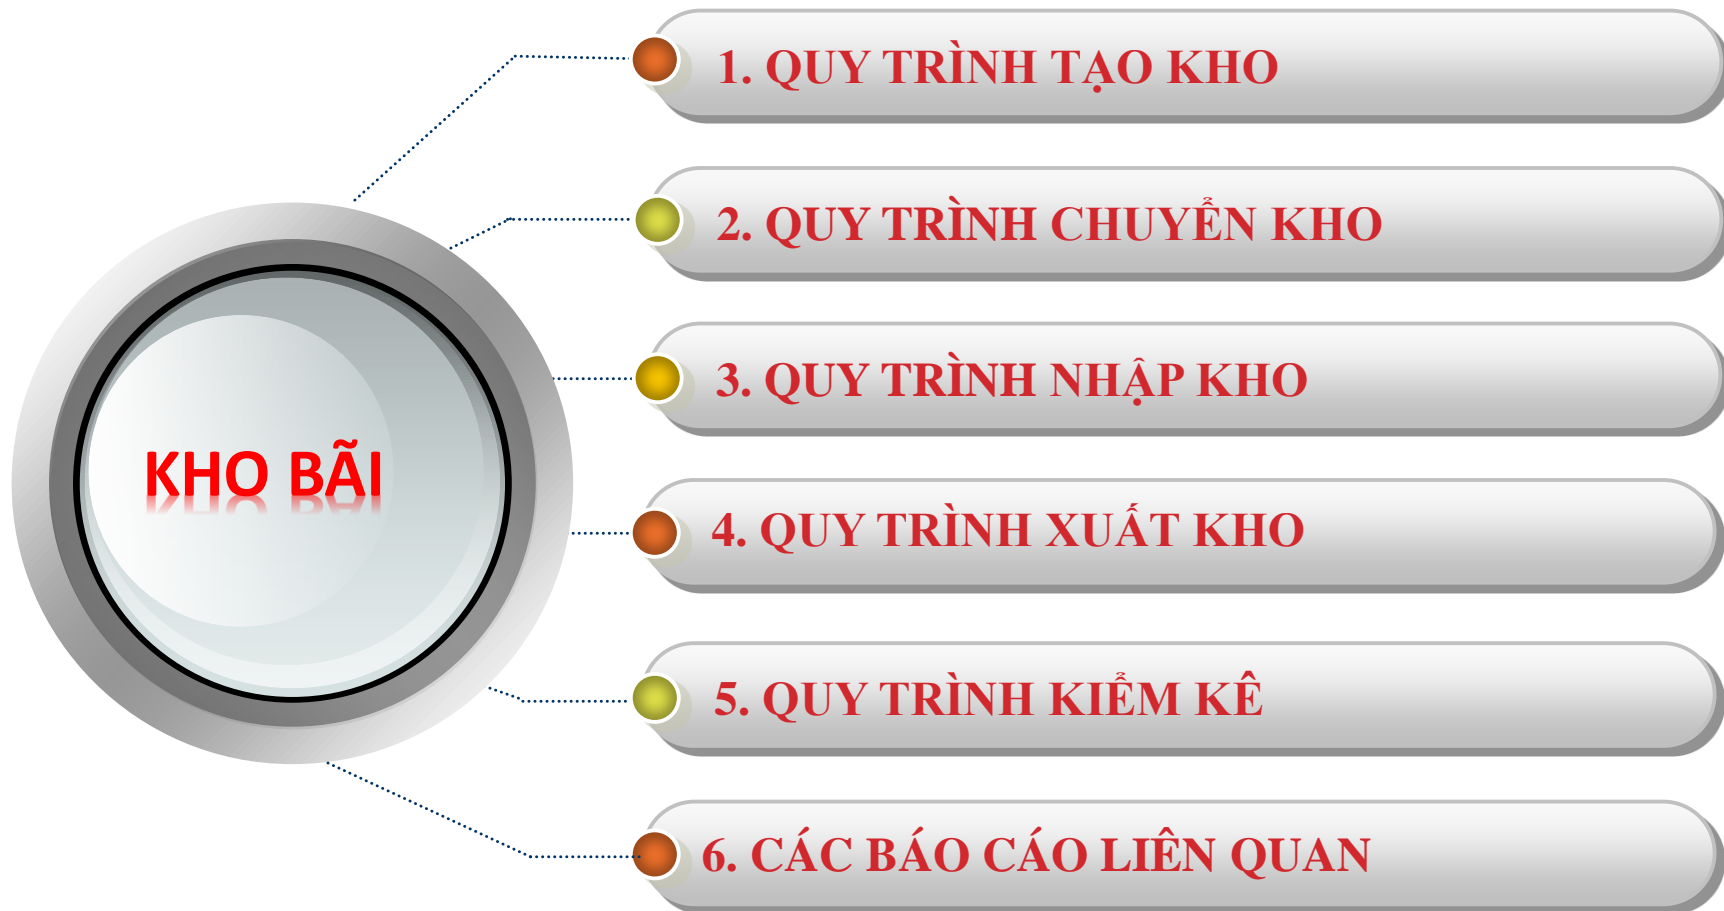 1. QUY TRÌNH TẠO KHO
2. QUY TRÌNH CHUYỂN KHO
3. QUY TRÌNH NHẬP KHO
KHO BÃI
4. QUY TRÌNH XUẤT KHO
5. QUY TRÌNH KIỂM KÊ
6. CÁC BÁO CÁO LIÊN QUAN